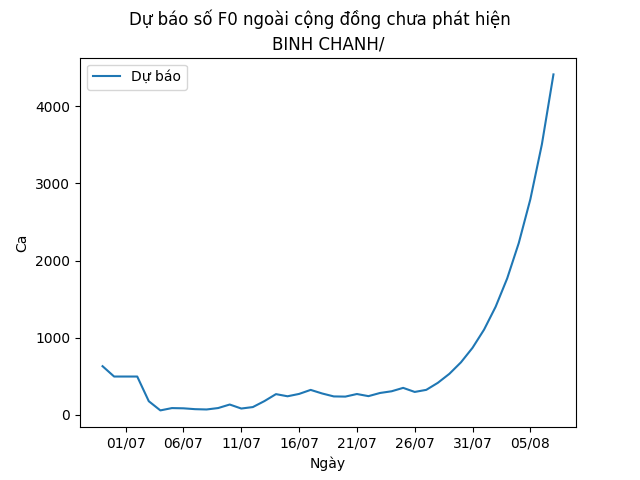 Dự báo số F0 ngoài cộng đồng chưa phát hiện
BINH CHANH/
Dự báo
4000
3000
2000
1000
0
Ca
01/07 06/07 11/07 16/07 21/07 26/07 31/07 05/08
Ngày